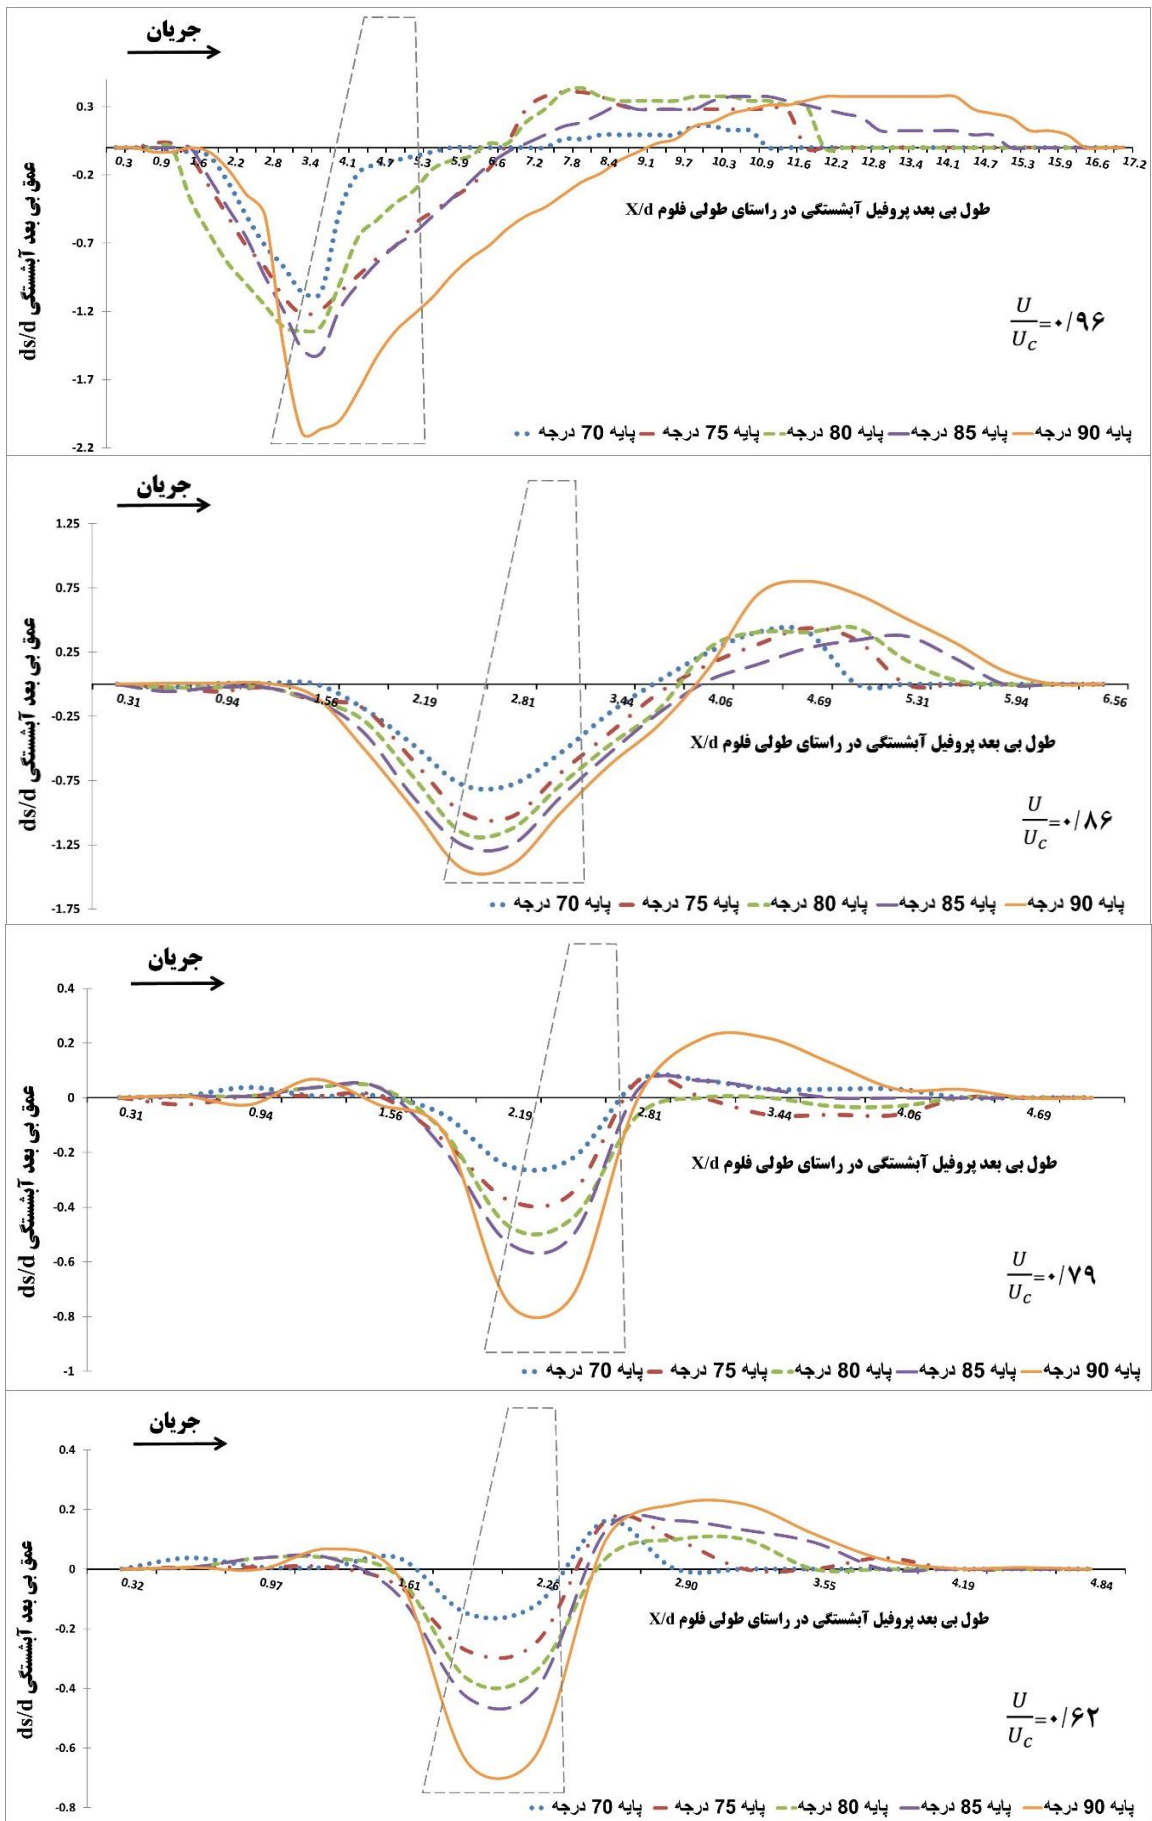 جریان
0.3
-0.2
-0.7
-1.2
-1.7
-2.2
عمق بی بعد آبشستگی ds/d
0.3 0.9 1.6 2.2 2.8 3.4 4.1 4.7 5.3 5.9 6.6 7.2 7.8 8.4 9.1 9.7 10.3 10.9 11.6 12.2 12.8 13.4 14.1 14.7 15.3 15.9 16.6 17.2
طول بی بعد پروفیل آبشستگی در راستای طولی فلوم X/d
U/U_C=۰/۹۶
پایه 70 درجه پایه 75 درجه پایه 80 درجه پایه 85 درجه پایه 90 درجه
جریان
1.25
0.75
0.25
-0.25
-0.75
-1.25
-1.75
عمق بی بعد آبشستگی ds/d
0.31 0.94 1.56 2.19 2.81 3.44 4.06 4.69 5.31 5.94 6.56
طول بی بعد پروفیل آبشستگی در راستای طولی فلوم X/d
U/U_C=۰/۸۶
پایه 70 درجه پایه 75 درجه پایه 80 درجه پایه 85 درجه پایه 90 درجه
جریان
0.4
0.2
0
-0.2
-0.4
-0.6
-0.8
-1
عمق بی بعد آبشستگی ds/d
0.31 0.94 1.56 2.19 2.81 3.44 4.06 4.69
طول بی بعد پروفیل آبشستگی در راستای طولی فلوم X/d
U/U_C=۰/۷۹
پایه 70 درجه پایه 75 درجه پایه 80 درجه پایه 85 درجه پایه 90 درجه
جریان
0.4
0.2
0
-0.2
-0.4
-0.6
-0.8
عمق بی بعد آبشستگی ds/d
0.32 0.97 1.61 2.26 2.90 3.55 4.19 4.84
طول بی بعد پروفیل آبشستگی در راستای طولی فلوم X/d
U/U_C=۰/۶۲
پایه 70 درجه پایه 75 درجه پایه 80 درجه پایه 85 درجه پایه 90 درجه